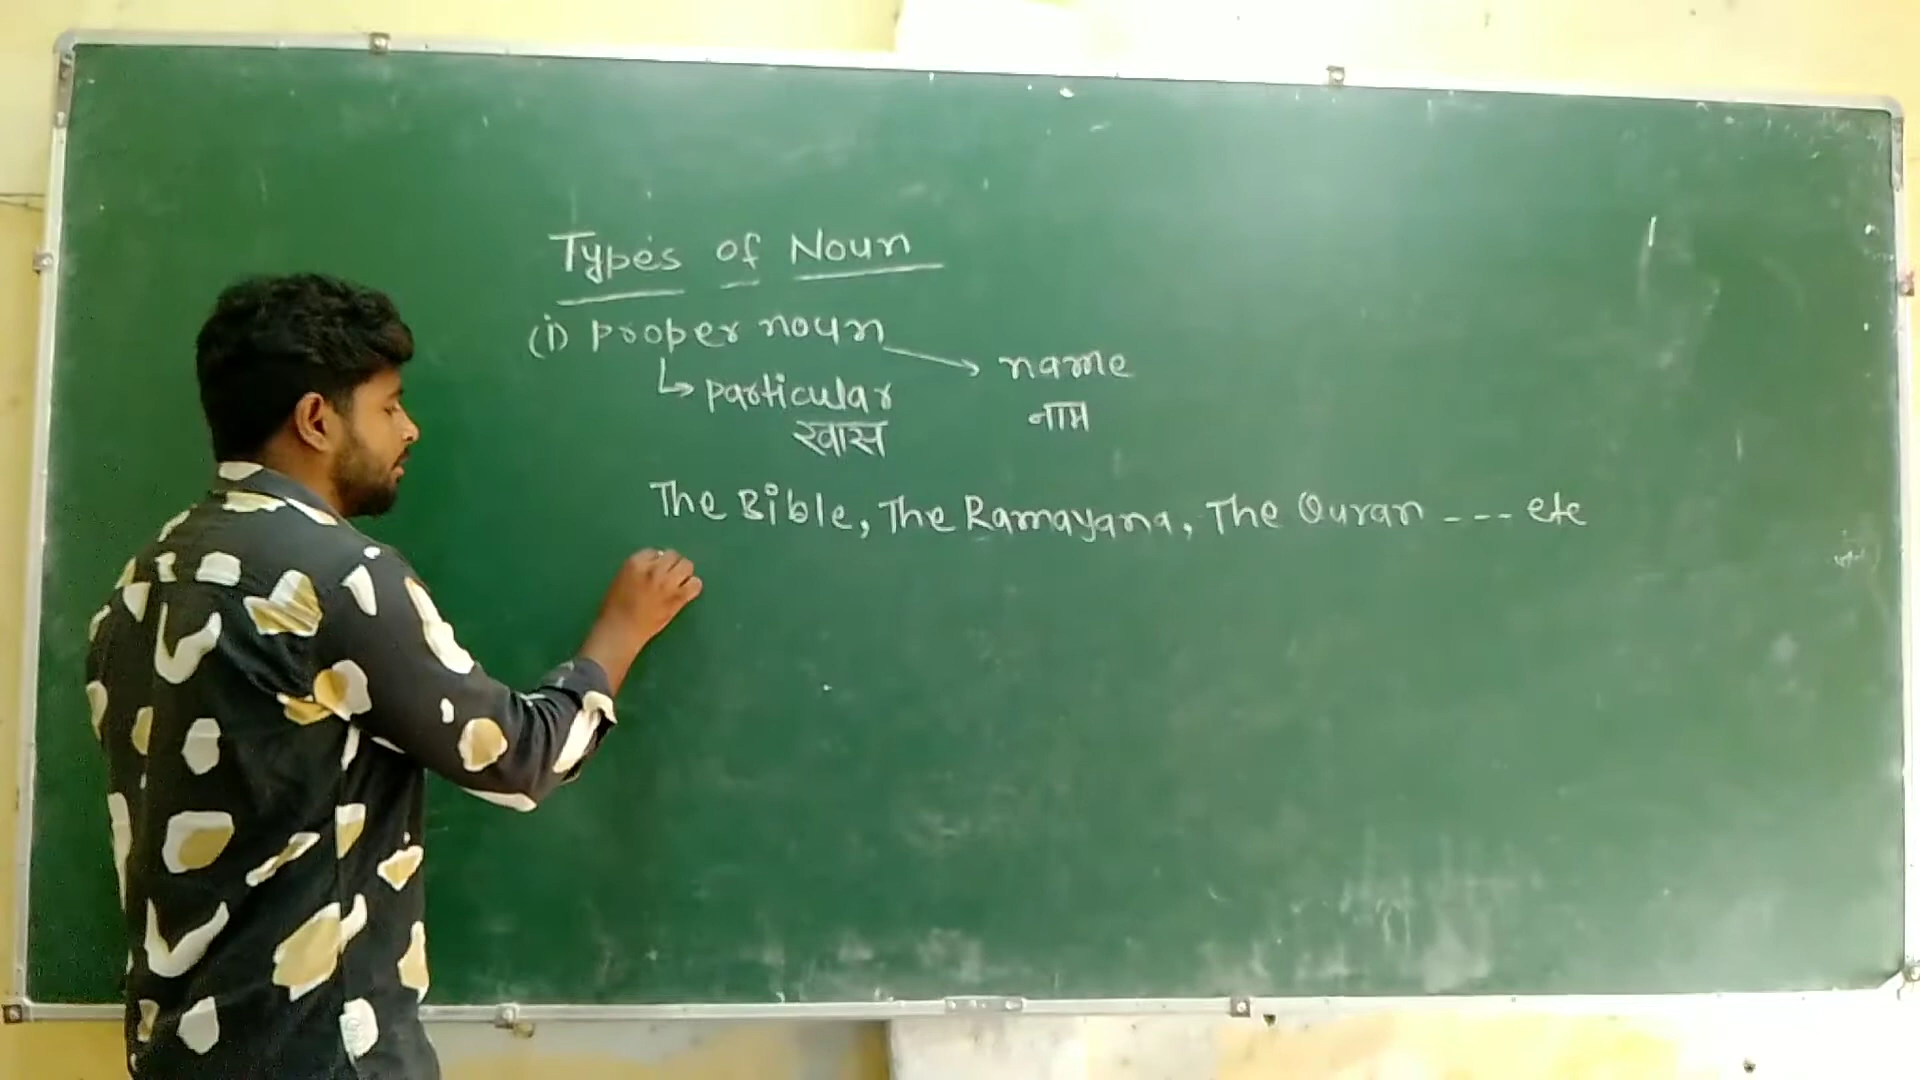 Types of Noun
(i) proper noun
name
particular
नाम
खास
The Bible, The Ramayana, The Quran --- etc